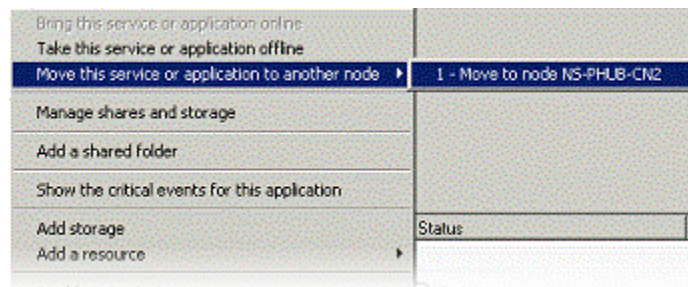 Bring this service or application online
Take this service or application offline
Move this service or application to another node
1 - Move to node NS-PHUB-CN2
Manage shares and storage
Add a shared folder
Show the critical events for this application
Add storage
Status
Add a resource